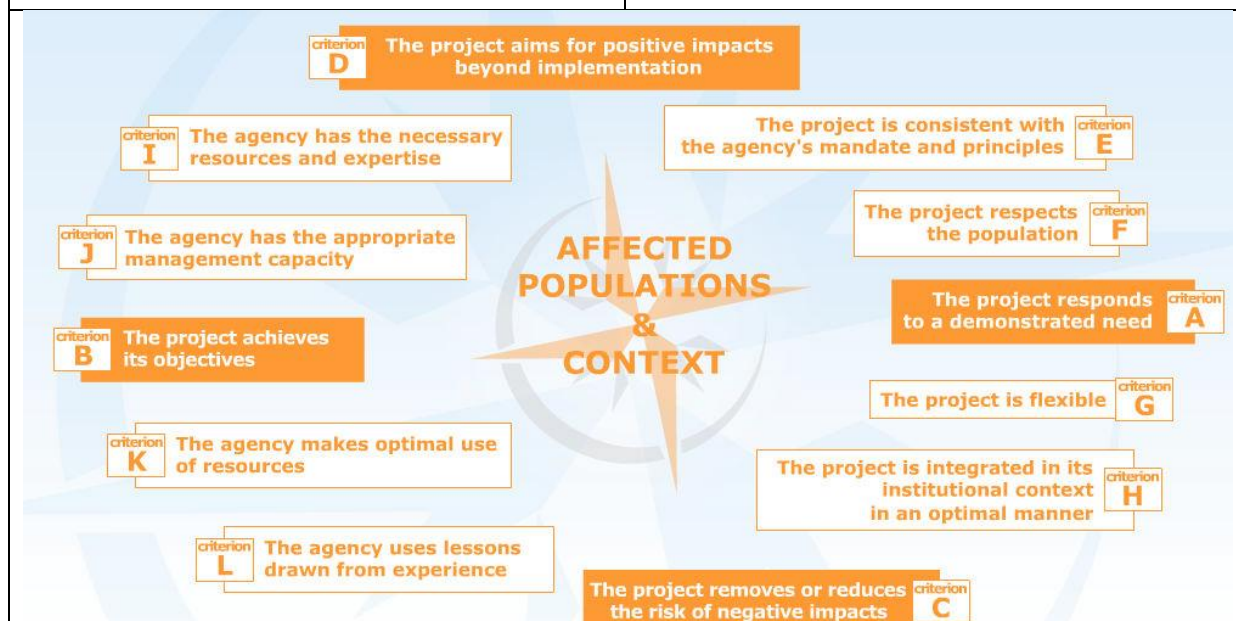 criterion
D
The project aims for positive impacts
beyond implementation
criterion
I
The agency has the necessary
resources and expertise
The project is consistent with
the agency's mandate and principles
criterion
E
criterion
J
The agency has the appropriate
management capacity
The project respects
the population
criterion
F
AFFECTED
POPULATIONS
&
CONTEXT
The project responds
to a demonstrated need
criterion
A
criterion
B
The project achieves
its objectives
The project is flexible
criterion
G
criterion
K
The agency makes optimal use
of resources
The project is integrated in its
institutional context
in an optimal manner
criterion
H
criterion
L
The agency uses lessons
drawn from experience
The project removes or reduces
the risk of negative impacts
criterion
C